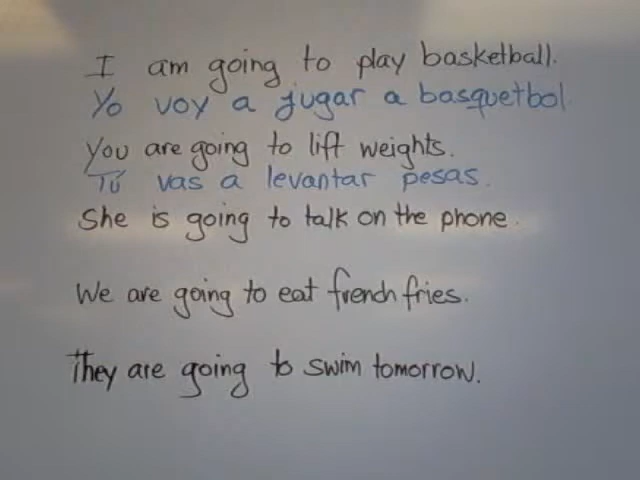 I am going to play basketball.
Yo voy a jugar a basquetbol
You are going to lift weights.
Tú vas a levantar pesas.
She is going to talk on the phone.
We are going to eat french fries.
They are going to swim tomorrow.